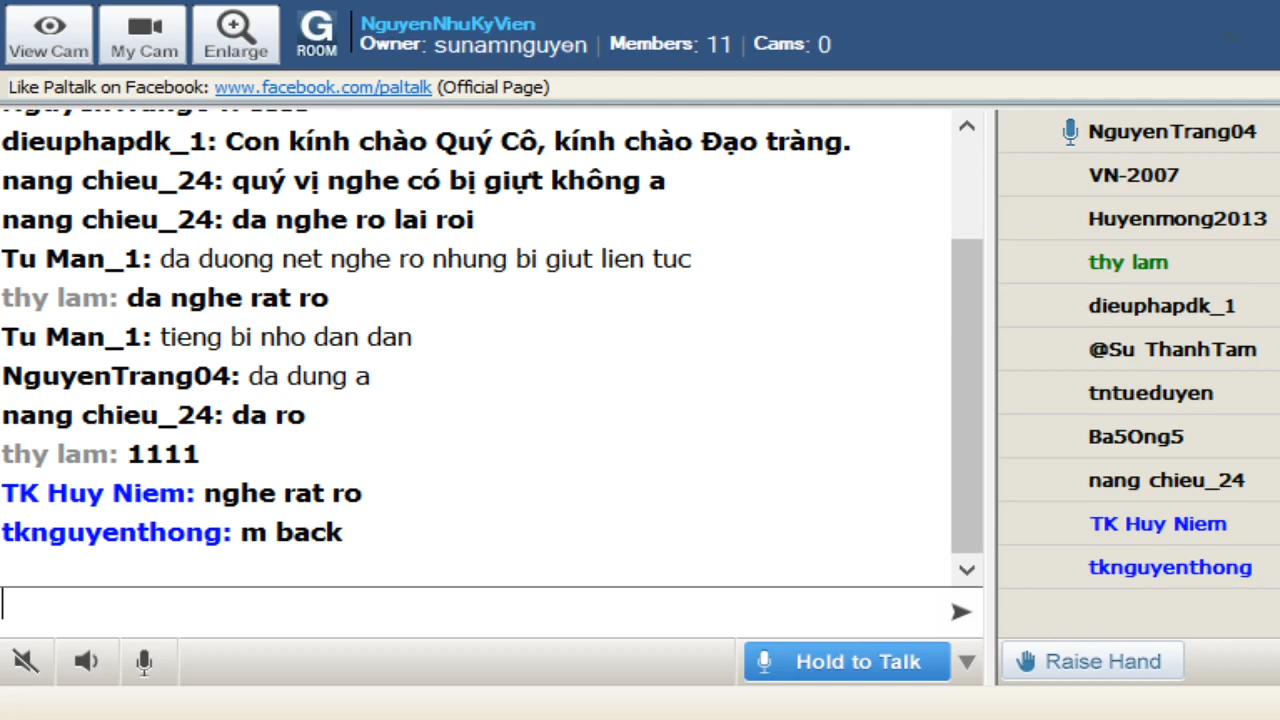 View Cam
My Cam
Enlarge
G
ROOM
NguyenNhuKyVien
Owner: sunamnguyen | Members: 11 | Cams: 0
Like Paltalk on Facebook: www.facebook.com/paltalk (Official Page)
dieuphapdk_1: Con kính chào Quý Cô, kính chào Đạo tràng.
nang chieu_24: quý vị nghe có bị giựt không a
nang chieu_24: da nghe ro lai roi
Tu Man_1: da duong net nghe ro nhung bi giut lien tuc
thy lam: da nghe rat ro
Tu Man_1: tieng bi nho dan dan
NguyenTrang04: da dung a
nang chieu_24: da ro
thy lam: 1111
TK Huy Niem: nghe rat ro
tknguyenthong: m back
Hold to Talk
NguyenTrang04
VN-2007
Huyenmong2013
thy lam
dieuphapdk_1
@Su ThanhTam
tntueduyen
Ba5Ong5
nang chieu_24
TK Huy Niem
tknguyenthong
Raise Hand